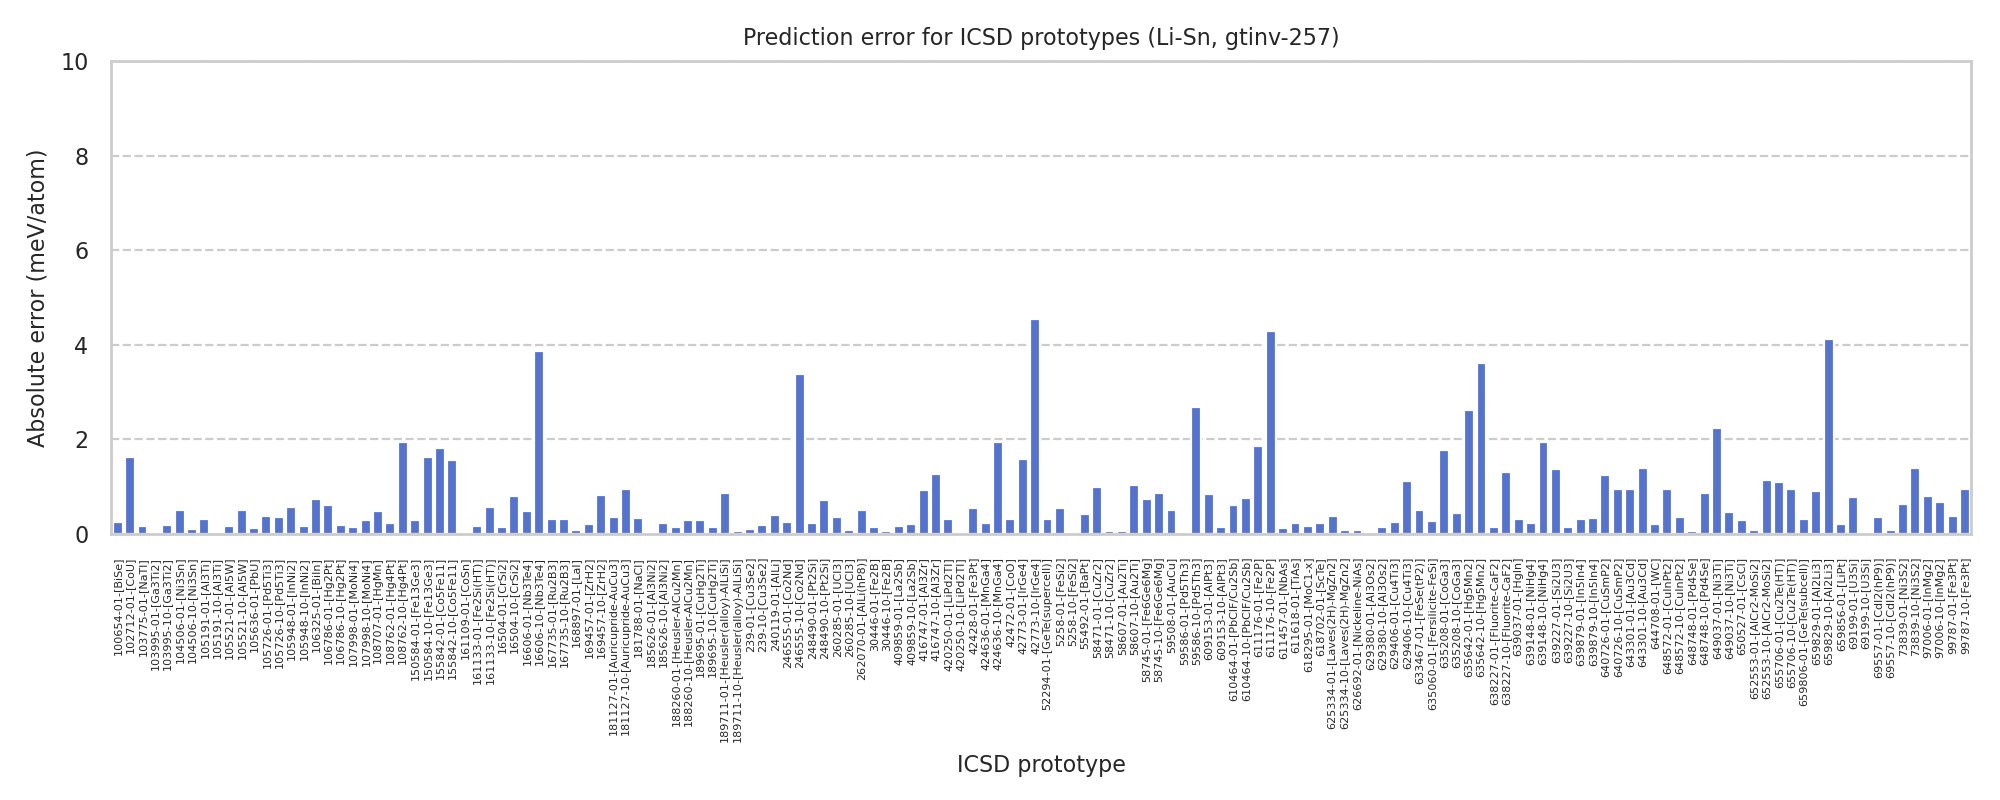 Prediction error for ICSD prototypes (Li-Sn, gtinv-257)
Absolute error (meV/atom)
10
8
6
4
2
0
100654-01-[BiSe]
102712-01-[CoU]
103775-01-[NaTl]
103995-01-[Ga3Ti2]
103995-10-[Ga3Ti2]
104506-01-[Ni3Sn]
104506-10-[Ni3Sn]
105191-01-[Al3Ti]
105191-10-[Al3Ti]
105521-01-[Al5W]
105521-10-[Al5W]
105636-01-[PbU]
105726-01-[Pd5Ti3]
105726-10-[Pd5Ti3]
105948-01-[InNi2]
105948-10-[InNi2]
106325-01-[BiIn]
106786-01-[Hg2Pt]
106786-10-[Hg2Pt]
107998-01-[MoNi4]
107998-10-[MoNi4]
108707-01-[HgMn]
108762-01-[Hg4Pt]
108762-10-[Hg4Pt]
150584-01-[Fe13Ge3]
150584-10-[Fe13Ge3]
155842-01-[Co5Fe11]
155842-10-[Co5Fe11]
161109-01-[CoSn]
161133-01-[Fe2Si(HT)]
161133-10-[Fe2Si(HT)]
16504-01-[CrSi2]
16504-10-[CrSi2]
16606-01-[Nb3Te4]
16606-10-[Nb3Te4]
167735-01-[Ru2B3]
167735-10-[Ru2B3]
168897-01-[LaI]
169457-01-[ZrH2]
169457-10-[ZrH2]
181127-01-[Auricupride-AuCu3]
181127-10-[Auricupride-AuCu3]
181788-01-[NaCl]
185626-01-[Al3Ni2]
185626-10-[Al3Ni2]
188260-01-[Heusler-AlCu2Mn]
188260-10-[Heusler-AlCu2Mn]
189695-01-[CuHg2Ti]
189695-10-[CuHg2Ti]
189711-01-[Heusler(alloy)-AlLiSi]
189711-10-[Heusler(alloy)-AlLiSi]
239-01-[Cu3Se2]
239-10-[Cu3Se2]
240119-01-[AlLi]
246555-01-[Co2Nd]
246555-10-[Co2Nd]
248490-01-[Pt2Si]
248490-10-[Pt2Si]
260285-01-[UCl3]
260285-10-[UCl3]
262070-01-[AlLi(hP8)]
30446-01-[Fe2B]
30446-10-[Fe2B]
409859-01-[La2Sb]
409859-10-[La2Sb]
416747-01-[Al3Zr]
416747-10-[Al3Zr]
420250-01-[LiPd2Tl]
420250-10-[LiPd2Tl]
42428-01-[Fe3Pt]
424636-01-[MnGa4]
424636-10-[MnGa4]
42472-01-[CoO]
42773-01-[IrGe4]
42773-10-[IrGe4]
52294-01-[GeTe(supercell)]
5258-01-[FeSi2]
5258-10-[FeSi2]
55492-01-[BaPt]
58471-01-[CuZr2]
58471-10-[CuZr2]
58607-01-[Au2Ti]
58607-10-[Au2Ti]
58745-01-[Fe6Ge6Mg]
58745-10-[Fe6Ge6Mg]
59508-01-[AuCu]
59586-01-[Pd5Th3]
59586-10-[Pd5Th3]
609153-01-[AlPt3]
609153-10-[AlPt3]
610464-01-[PbClF/Cu2Sb]
610464-10-[PbClF/Cu2Sb]
611176-01-[Fe2P]
611176-10-[Fe2P]
611457-01-[NbAs]
611618-01-[TiAs]
618295-01-[MoC1-x]
618702-01-[ScTe]
625334-01-[Laves(2H)-MgZn2]
625334-10-[Laves(2H)-MgZn2]
626692-01-[Nickeline-NiAs]
629380-01-[Al3Os2]
629380-10-[Al3Os2]
629406-01-[Cu4Ti3]
629406-10-[Cu4Ti3]
633467-01-[FeSe(tP2)]
635060-01-[Fersilicite-FeSi]
635208-01-[CoGa3]
635208-10-[CoGa3]
635642-01-[Hg5Mn2]
635642-10-[Hg5Mn2]
638227-01-[Fluorite-CaF2]
638227-10-[Fluorite-CaF2]
639037-01-[HgIn]
639148-01-[NiHg4]
639148-10-[NiHg4]
639227-01-[Si2U3]
639227-10-[Si2U3]
639879-01-[In5In4]
639879-10-[In5In4]
640726-01-[CuSmP2]
640726-10-[CuSmP2]
643301-01-[Au3Cd]
643301-10-[Au3Cd]
644708-01-[WC]
648572-01-[CuInPt2]
648572-10-[CuInPt2]
648748-01-[Pd4Se]
648748-10-[Pd4Se]
649037-01-[Ni3Ti]
649037-10-[Ni3Ti]
650527-01-[CsCl]
652553-01-[AlCr2-MoSi2]
652553-10-[AlCr2-MoSi2]
655706-01-[Cu2Te(HT)]
655706-10-[Cu2Te(HT)]
659806-01-[GeTe(subcell)]
659829-01-[Al2Li3]
659829-10-[Al2Li3]
659856-01-[LiPt]
69199-01-[U3Si]
69199-10-[U3Si]
69557-01-[CdI2(hP9)]
69557-10-[CdI2(hP9)]
73839-01-[Ni3S2]
73839-10-[Ni3S2]
97006-01-[InMg2]
97006-10-[InMg2]
99787-01-[Fe3Pt]
99787-10-[Fe3Pt]
ICSD prototype